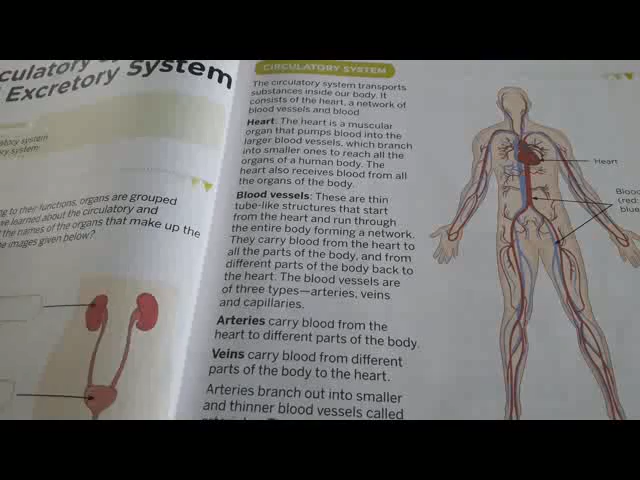 Excretory System
atory system
ry system
ng to their functions, organs are grouped
e learned about the circulatory and
the names of the organs that make up the
e images given below?
CIRCULATORY SYSTEM
The circulatory system transports
substances inside our body. It
consists of the heart, a network of
blood vessels and blood
Heart: The heart is a muscular
organ that pumps blood into the
larger blood vessels, which branch
into smaller ones to reach all the
organs of a human body. The
heart also receives blood from all
the organs of the body.
Blood vessels: These are thin
tube-like structures that start
from the heart and run through
the entire body forming a network.
They carry blood from the heart to
all the parts of the body, and from
different parts of the body back to
the heart. The blood vessels are
of three types—arteries, veins
and capillaries.
Arteries carry blood from the
heart to different parts of the body.
Veins carry blood from different
parts of the body to the heart.
Arteries branch out into smaller
and thinner blood vessels called
Heart
Bloo
(red:
blue